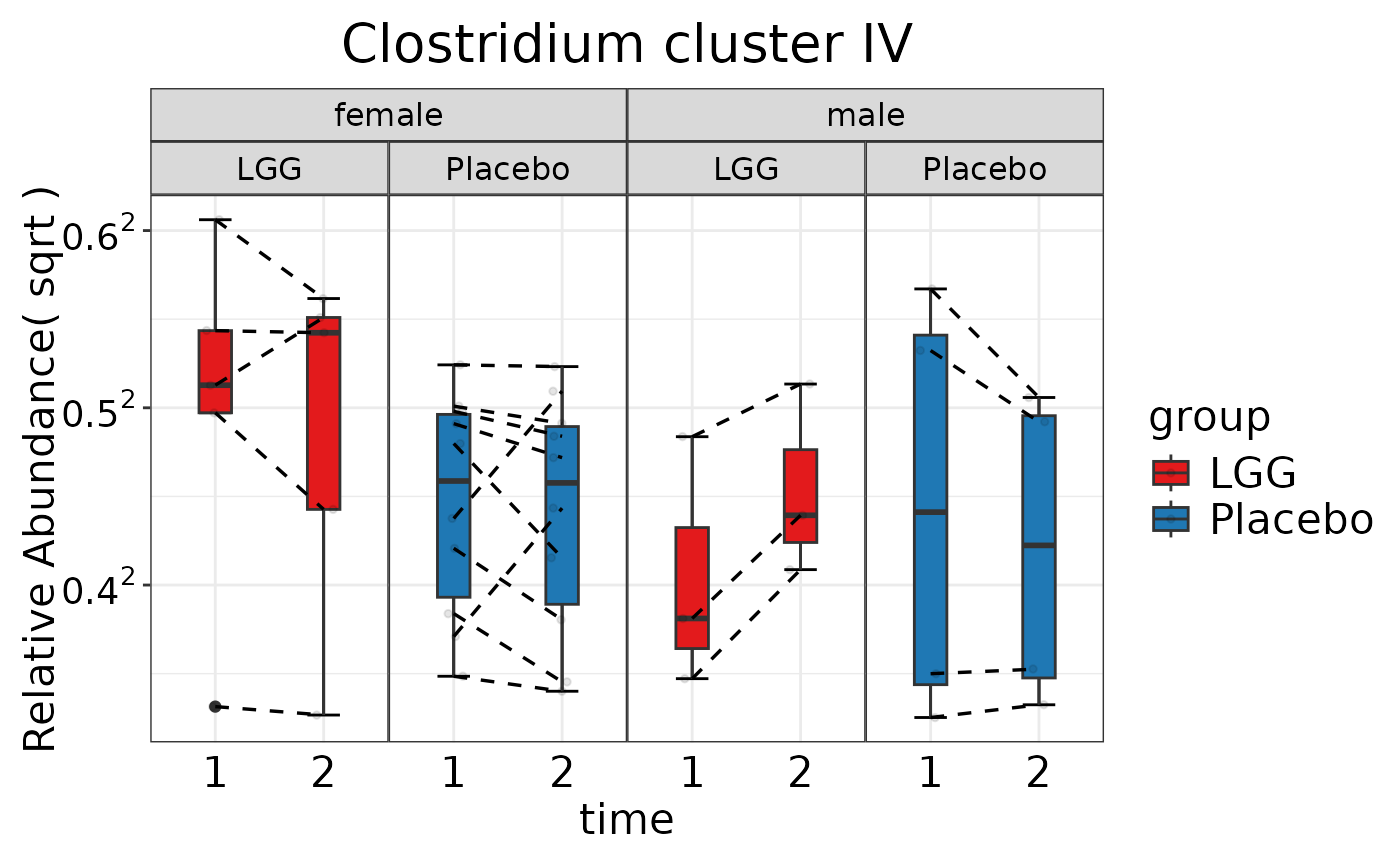 Clostridium cluster IV
female male
LGG Placebo LGG Placebo
Relative Abundance( sqrt )
0.6²
0.5²
0.4²
1 2 1 2 1 2 1 2
time
group
LGG
Placebo